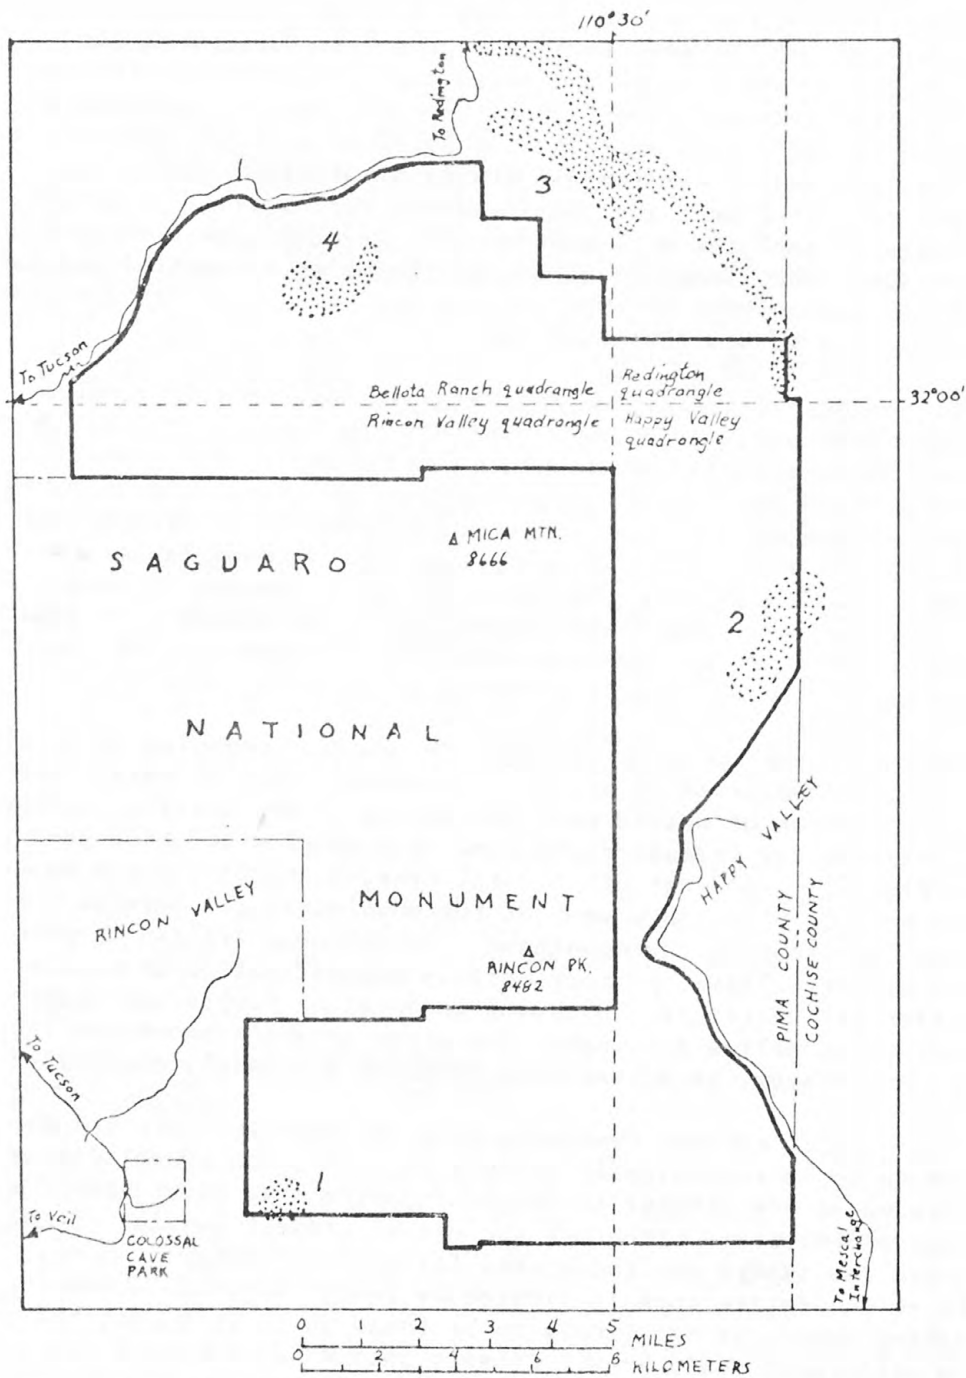 110°30'
To Redington
3
4
To Tucson
Bellota Ranch quadrangle
Redington
quadrangle
32°00'
Rincon Valley quadrangle
Happy Valley
quadrangle
MICA MTN.
8666
SAGUARO
2
NATIONAL
HAPPY VALLEY
RINCON VALLEY
MONUMENT
RINCON PK.
8482
PIMA COUNTY
COCHISE COUNTY
To Tucson
1
To Vail
COLOSSAL
CAVE
PARK
To Mescal
Interchange
0 1 2 3 4 5 MILES
0 2 4 6 6 KILOMETERS